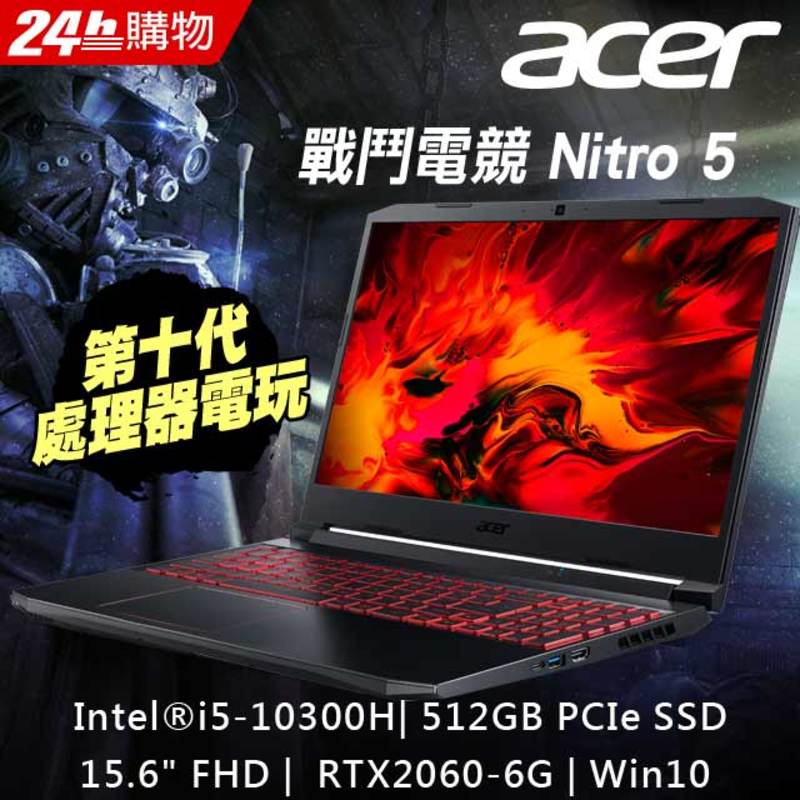 24h購物
acer
戰鬥電競 Nitro 5
第十代
處理器電玩
acer
Intel®i5-10300H| 512GB PCIe SSD
15.6" FHD | RTX2060-6G | Win10